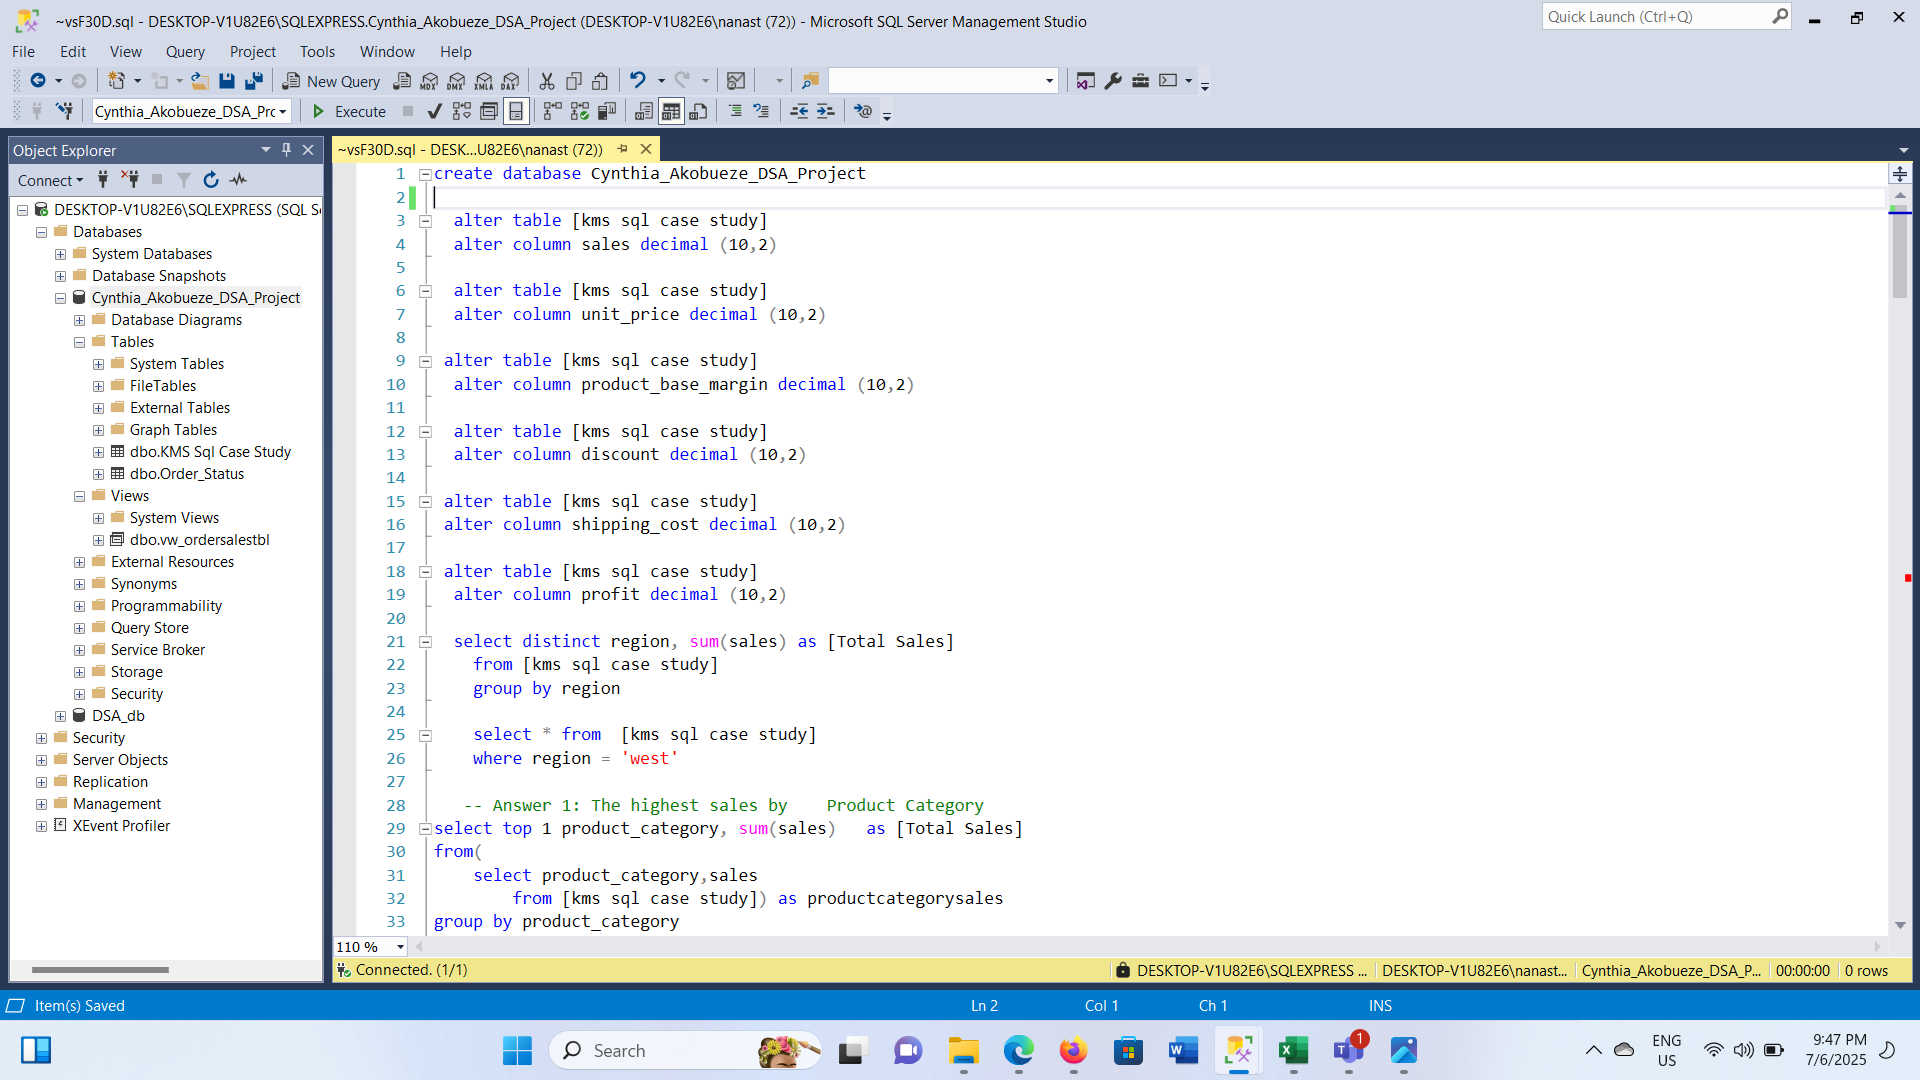 ~vsF30D.sql - DESKTOP-V1U82E6\SQLEXPRESS.Cynthia_Akobueze_DSA_Project (DESKTOP-V1U82E6\nanast (72)) - Microsoft SQL Server Management Studio
Quick Launch (Ctrl+Q)
File Edit View Query Project Tools Window Help
New Query MDX DMX XMLA DAX
Cynthia_Akobueze_DSA_Prc Execute
Object Explorer
Connect
DESKTOP-V1U82E6\SQLEXPRESS (SQL S
Databases
System Databases
Database Snapshots
Cynthia_Akobueze_DSA_Project
Database Diagrams
Tables
System Tables
FileTables
External Tables
Graph Tables
dbo.KMS Sql Case Study
dbo.Order_Status
Views
System Views
dbo.vw_ordersalestbl
External Resources
Synonyms
Programmability
Query Store
Service Broker
Storage
Security
DSA_db
Security
Server Objects
Replication
Management
XEvent Profiler
~vsF30D.sql - DESK...U82E6\nanast (72))
1 create database Cynthia_Akobueze_DSA_Project
2
3 alter table [kms sql case study]
4 alter column sales decimal (10,2)
5
6 alter table [kms sql case study]
7 alter column unit_price decimal (10,2)
8
9 alter table [kms sql case study]
10 alter column product_base_margin decimal (10,2)
11
12 alter table [kms sql case study]
13 alter column discount decimal (10,2)
14
15 alter table [kms sql case study]
16 alter column shipping_cost decimal (10,2)
17
18 alter table [kms sql case study]
19 alter column profit decimal (10,2)
20
21 select distinct region, sum(sales) as [Total Sales]
22 from [kms sql case study]
23 group by region
24
25 select * from [kms sql case study]
26 where region = 'west'
27
28 -- Answer 1: The highest sales by Product Category
29 select top 1 product_category, sum(sales) as [Total Sales]
30 from(
31 select product_category,sales
32 from [kms sql case study]) as productcategorysales
33 group by product_category
110 %
Connected. (1/1)
DESKTOP-V1U82E6\SQLEXPRESS ... DESKTOP-V1U82E6\nanast... Cynthia_Akobueze_DSA_P... 00:00:00 0 rows
Item(s) Saved Ln 2 Col 1 Ch 1 INS
Search
1
ENG
US
9:47 PM
7/6/2025